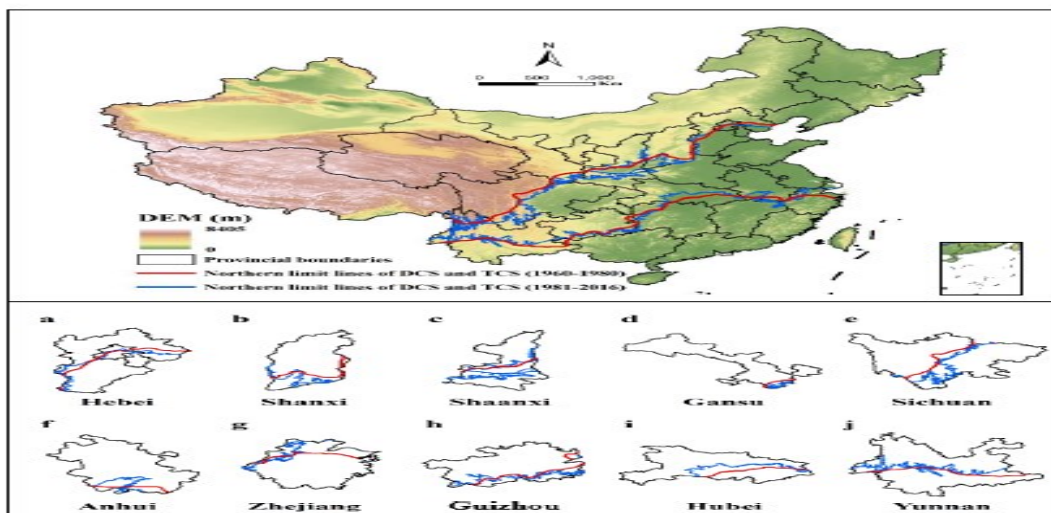 N
0 500 1,000
Km
DEM (m)
8405
0
Provincial boundaries
Northern limit lines of DCS and TCS (1960-1980)
Northern limit lines of DCS and TCS (1981-2016)
a b c d e
Hebei Shanxi Shaanxi Gansu Sichuan
f g h i j
Anhui Zhejiang Guizhou Hubei Yunnan